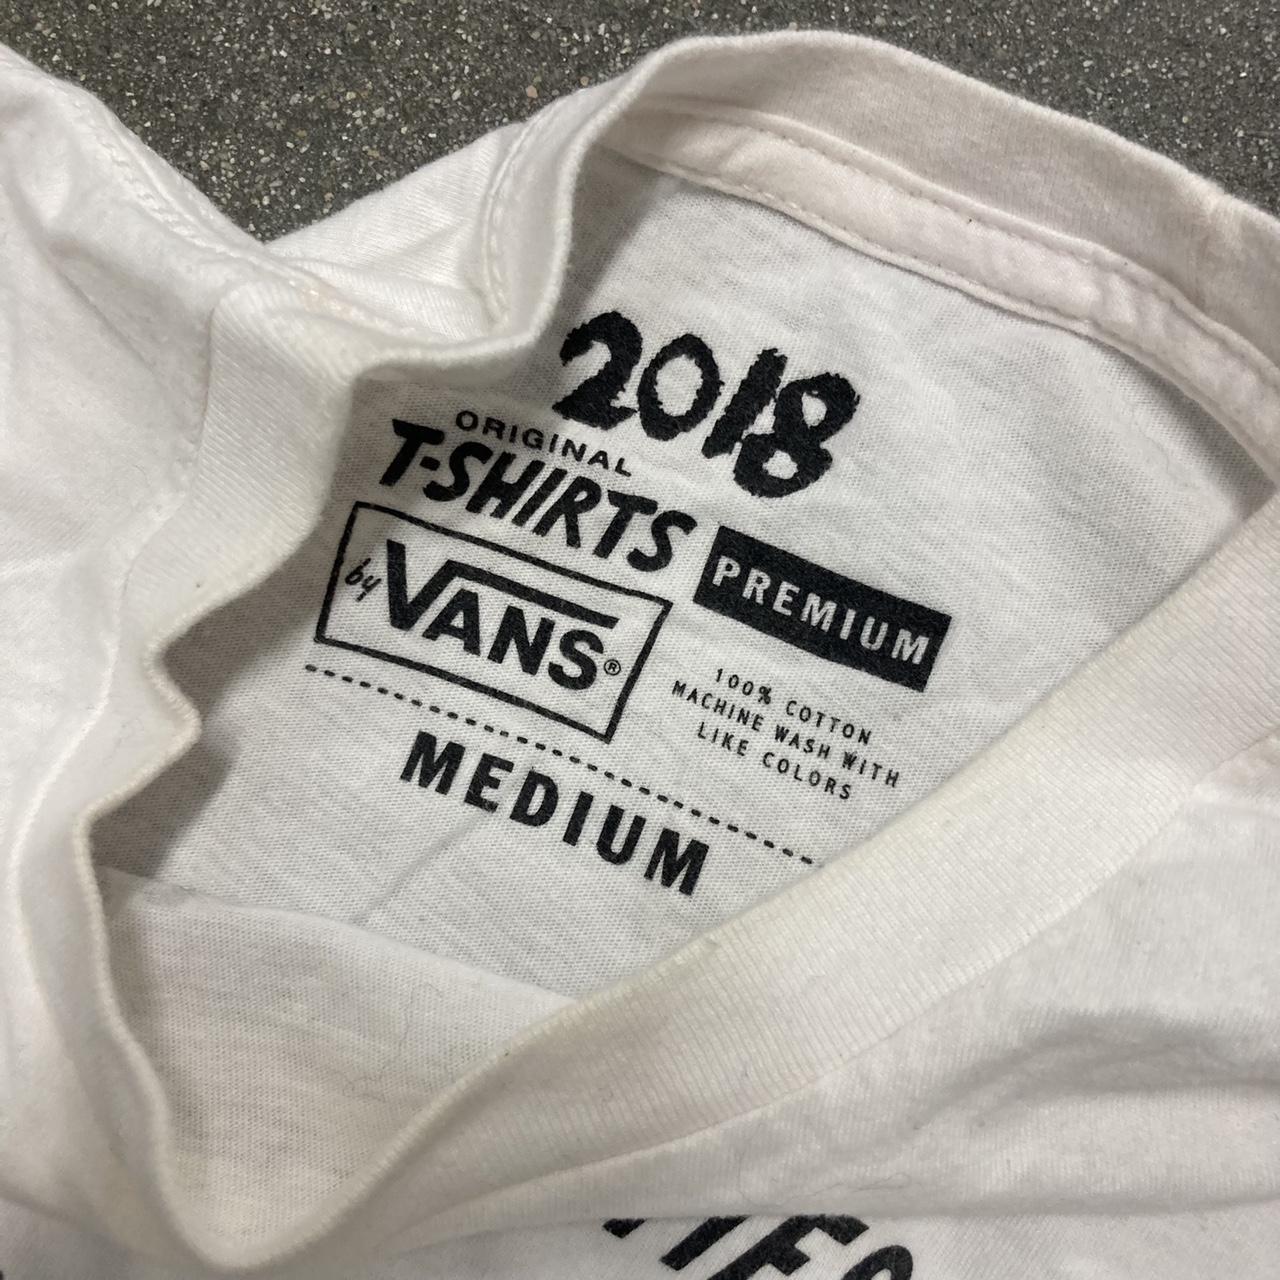 2018
ORIGINAL
T-SHIRTS
by VANS®
PREMIUM
100% COTTON
MACHINE WASH WITH
LIKE COLORS
MEDIUM